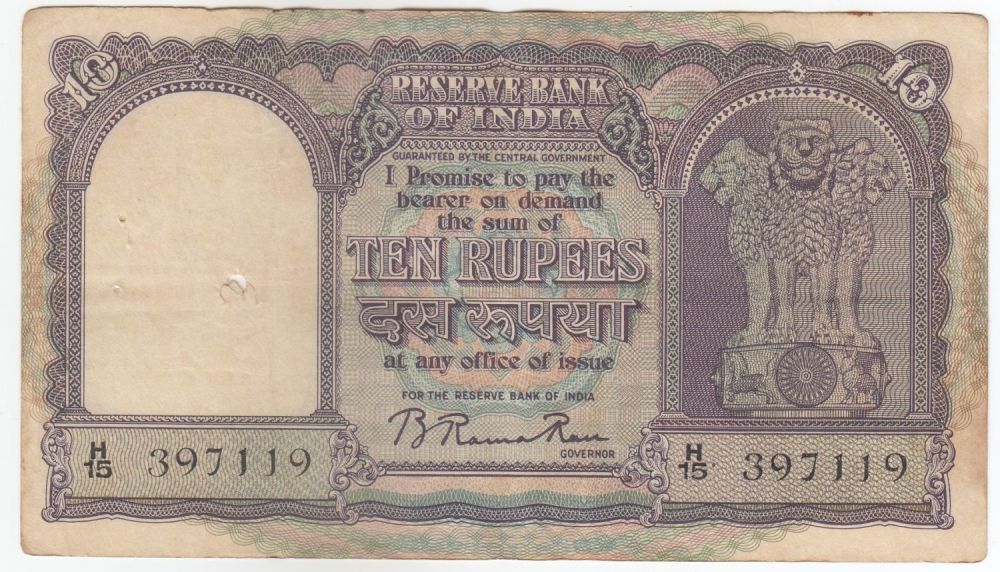 10 10
RESERVE BANK
OF INDIA
GUARANTEED BY THE CENTRAL GOVERNMENT
I Promise to pay the
bearer on demand
the sum of
TEN RUPEES
दस रूपया
at any office of issue
FOR THE RESERVE BANK OF INDIA
B Rama Rau
GOVERNOR
H/15 397119
H/15 397119